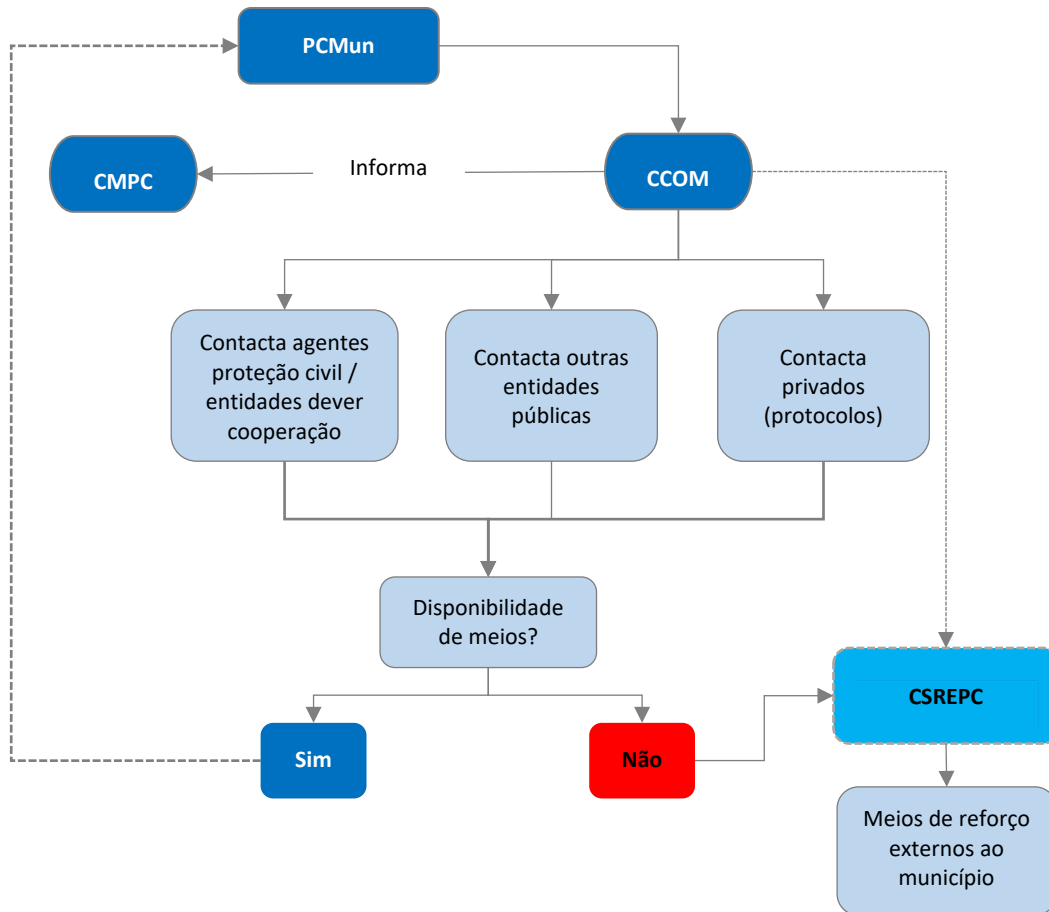 PCMun
CMPC
Informa
CCOM
Contacta agentes
proteção civil /
entidades dever
cooperação
Contacta outras
entidades
públicas
Contacta
privados
(protocolos)
Disponibilidade
de meios?
Sim
Não
CSREPC
Meios de reforço
externos ao
município